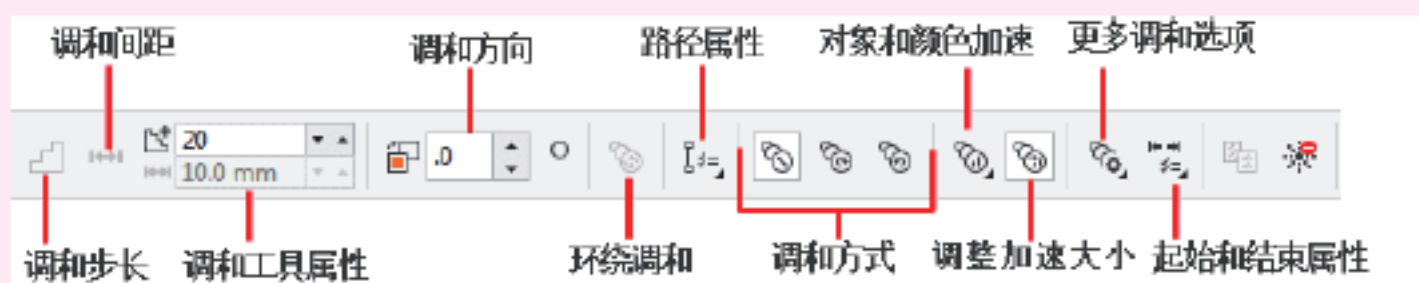 调和间距 调和方向 路径属性 对象和颜色加速 更多调和选项
20 .0
10.0 mm
调和步长 调和工具属性 环绕调和 调和方式 调整加速大小 起始和结束属性